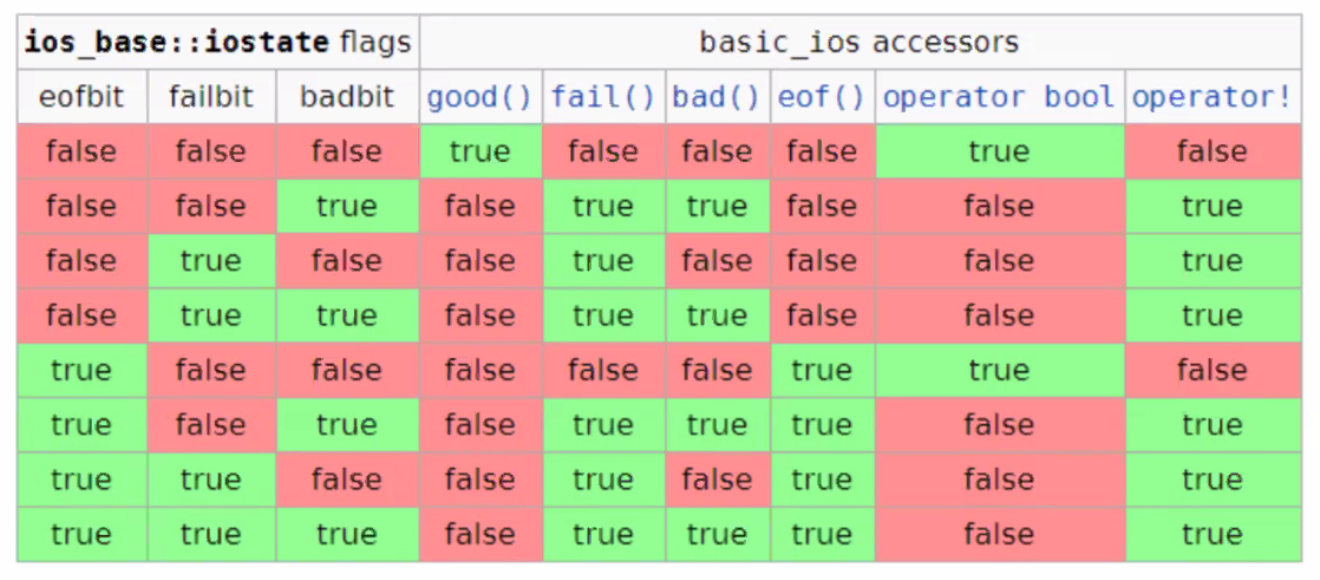 ios_base::iostate flags basic_ios accessors
eofbit failbit badbit good() fail() bad() eof() operator bool operator!
false false false true false false false true false
false false true false true true false false true
false true false false true false false false true
false true true false true true false false true
true false false false false false true true false
true false true false true true true false true
true true false false true false true false true
true true true false true true true false true